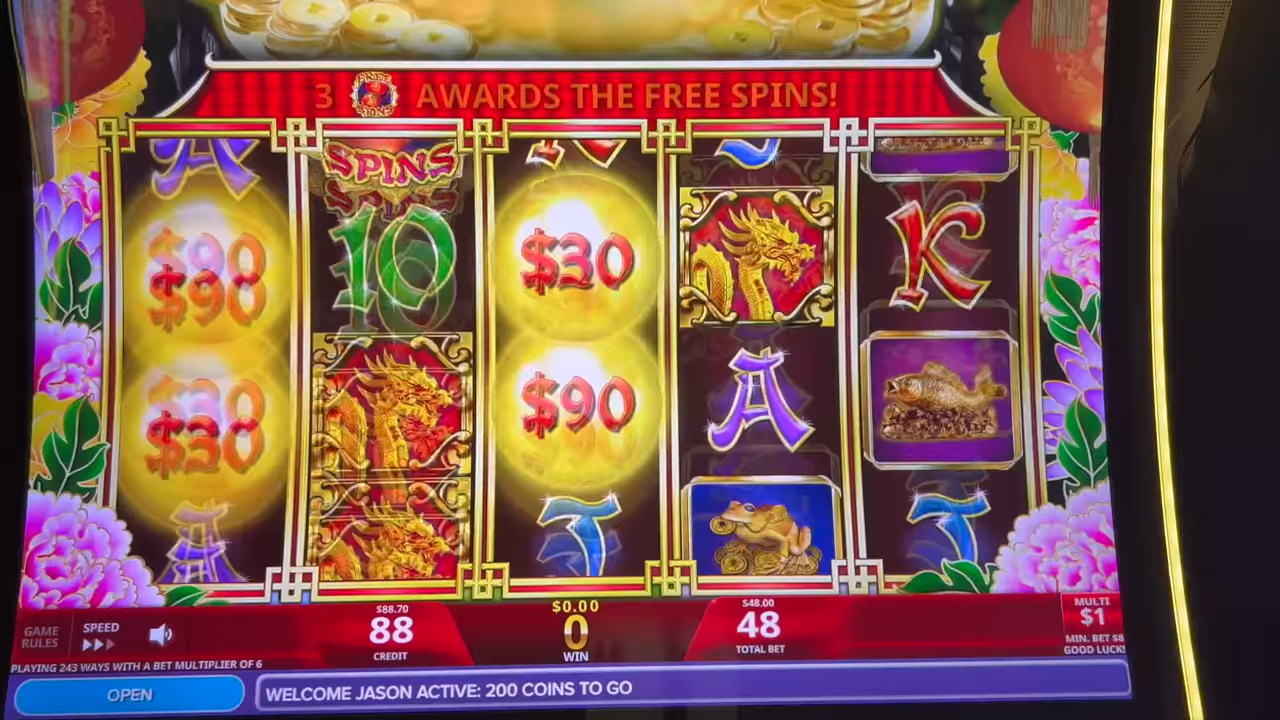 3 FREE SPINS AWARDS THE FREE SPINS!
A
SPINS
$90
10
$30
K
$30
$90
A
A
J
J
GAME RULES
SPEED
$88.70
88
CREDIT
$0.00
0
WIN
$48.00
48
TOTAL BET
MULTI
$1
MIN. BET $8
GOOD LUCK!
PLAYING 243 WAYS WITH A BET MULTIPLIER OF 6
OPEN
WELCOME JASON ACTIVE: 200 COINS TO GO